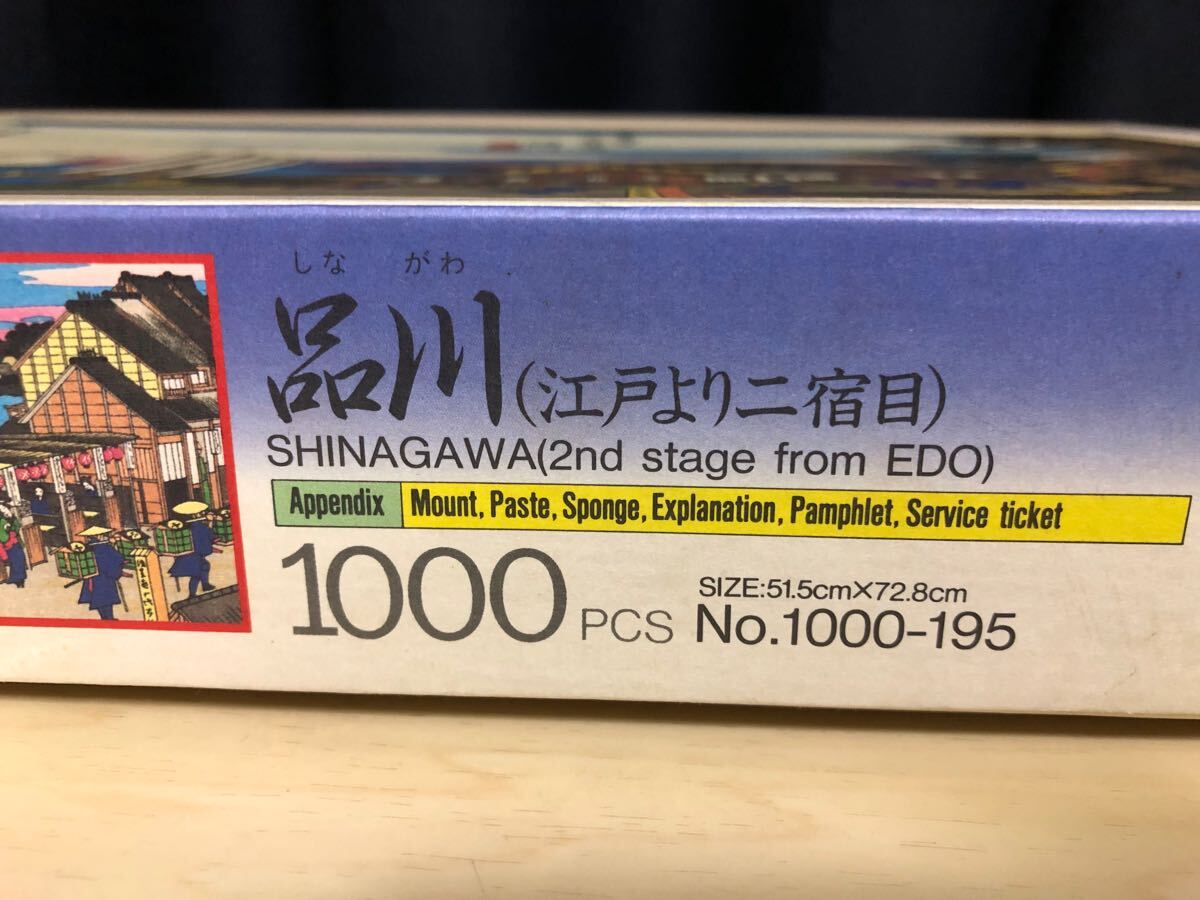 しな がわ
品川(江戸より二宿目)
SHINAGAWA(2nd stage from EDO)
Appendix Mount, Paste, Sponge, Explanation, Pamphlet, Service ticket
1000 PCS
SIZE:51.5cm×72.8cm
No.1000-195